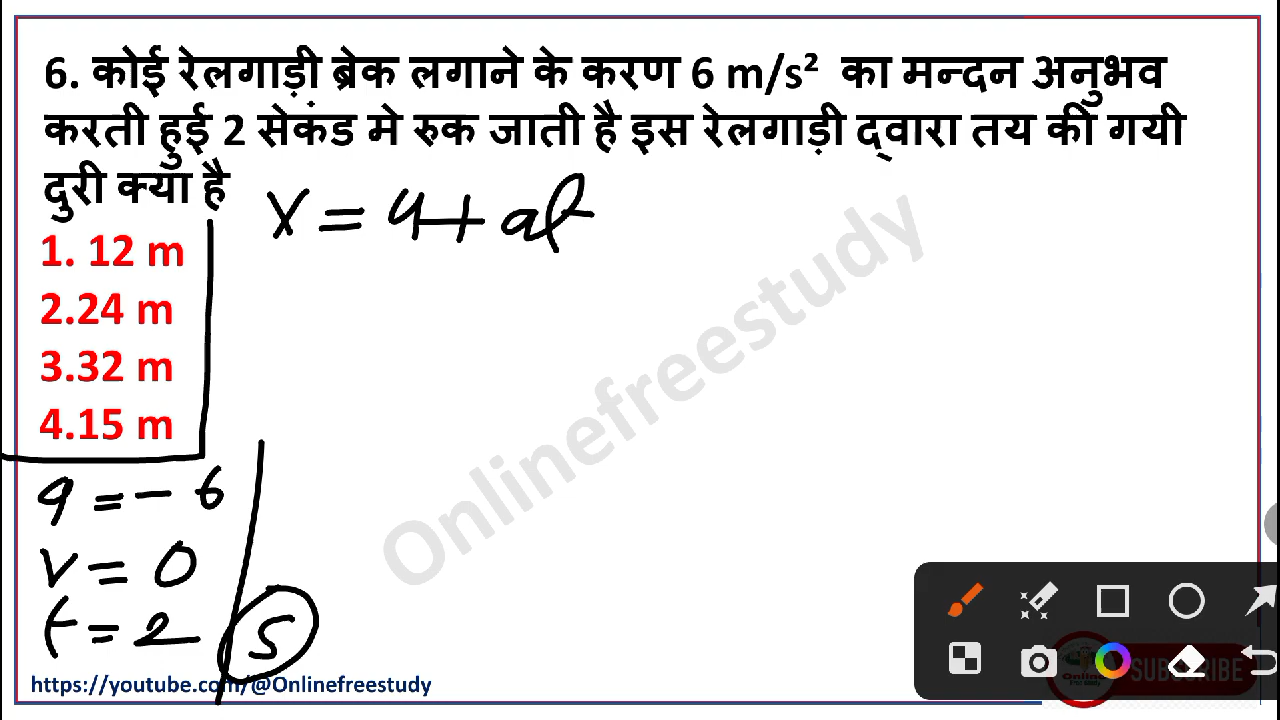 6. कोई रेलगाड़ी ब्रेक लगाने के करण 6 m/s² का मन्दन अनुभव
करती हुई 2 सेकंड मे रुक जाती है इस रेलगाड़ी द्वारा तय की गयी
दुरी क्या है
V = u + at
1. 12 m
2.24 m
3.32 m
4.15 m
a = - 6
v = 0
t = 2
S
Onlinefreestudy
https://youtube.com/@Onlinefreestudy
SUBSCRIBE